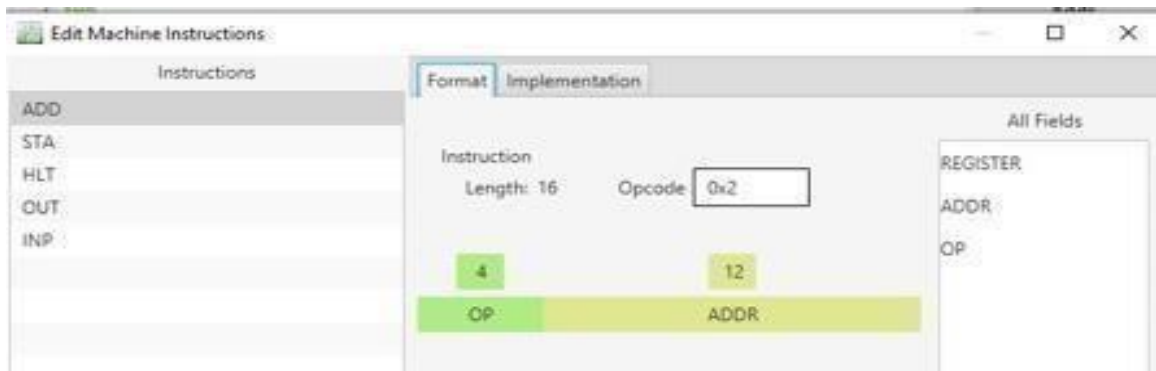 Edit Machine Instructions
Instructions
ADD
STA
HLT
OUT
INP
Format Implementation
Instruction
Length: 16 Opcode 0x2
4 12
OP ADDR
All Fields
REGISTER
ADDR
OP